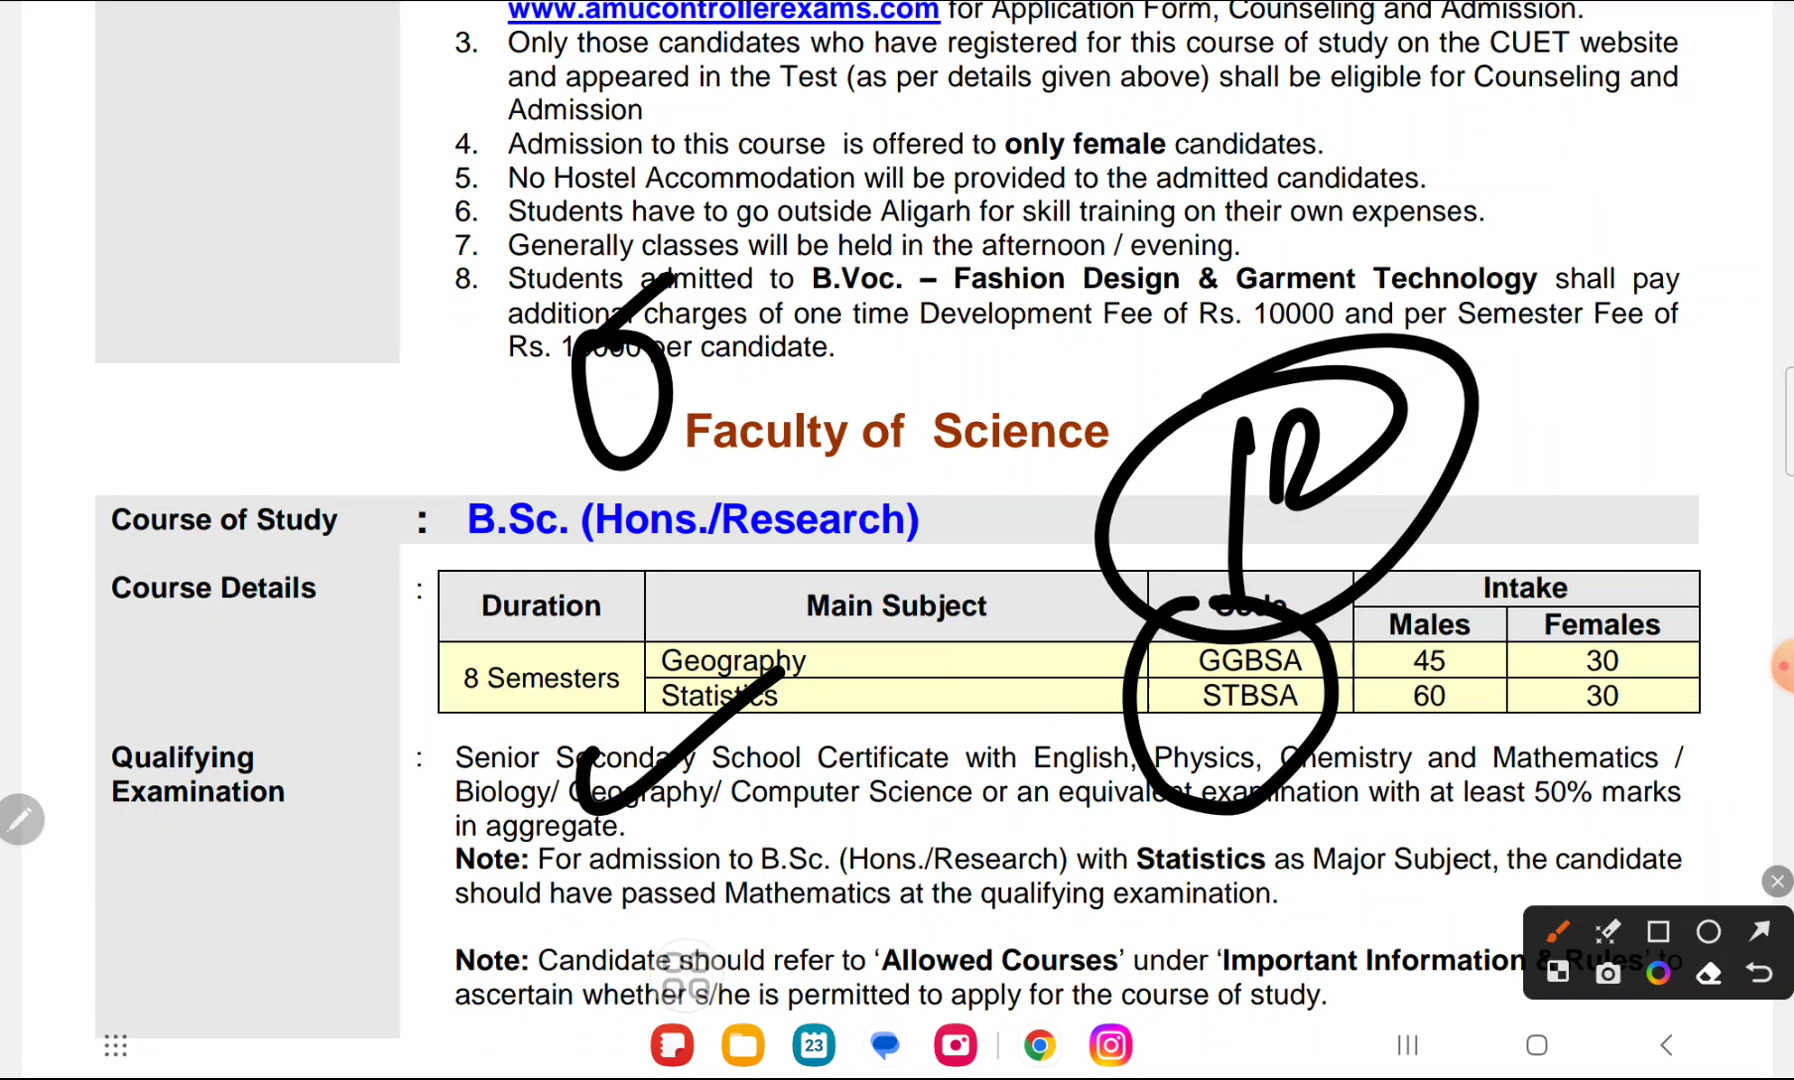 www.amucontrollerexams.com for Application Form, Counseling and Admission.
3. Only those candidates who have registered for this course of study on the CUET website
and appeared in the Test (as per details given above) shall be eligible for Counseling and
Admission
4. Admission to this course is offered to only female candidates.
5. No Hostel Accommodation will be provided to the admitted candidates.
6. Students have to go outside Aligarh for skill training on their own expenses.
7. Generally classes will be held in the afternoon / evening.
8. Students admitted to B.Voc. – Fashion Design & Garment Technology shall pay
additional charges of one time Development Fee of Rs. 10000 and per Semester Fee of
Rs. per candidate.
Faculty of Science
Course of Study : B.Sc. (Hons./Research)
Course Details :
Duration Main Subject Code Intake
Males Females
8 Semesters
Geography GGBSA 45 30
Statistics STBSA 60 30
Qualifying Examination : Senior Secondary School Certificate with English, Physics, Chemistry and Mathematics /
Biology/ Geography/ Computer Science or an equivalent examination with at least 50% marks
in aggregate.
Note: For admission to B.Sc. (Hons./Research) with Statistics as Major Subject, the candidate
should have passed Mathematics at the qualifying examination.
Note: Candidate should refer to ‘Allowed Courses’ under ‘Important Information & Rules’ to
ascertain whether s/he is permitted to apply for the course of study.
23